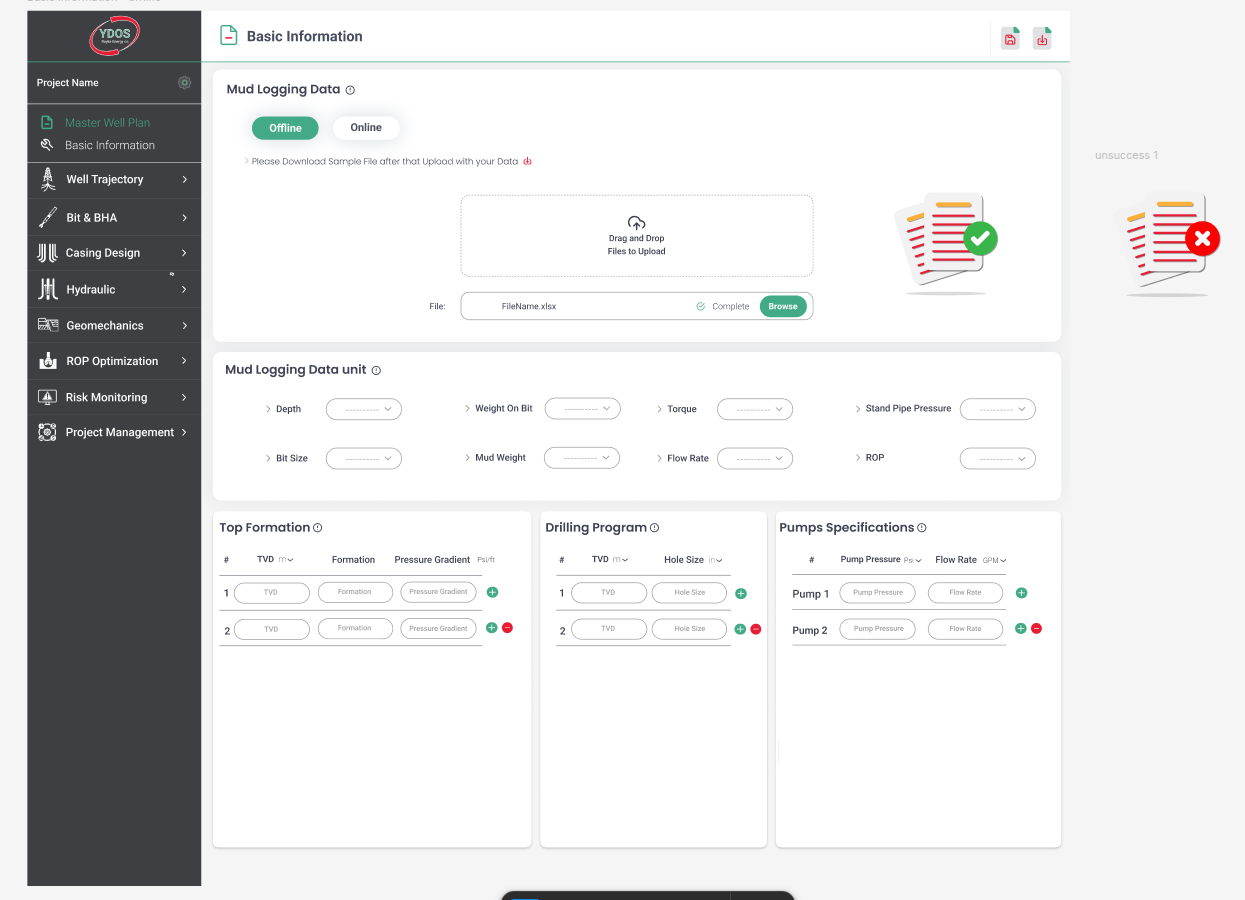 YDOS
Basic Information
Project Name
Master Well Plan
Basic Information
Well Trajectory
Bit & BHA
Casing Design
Hydraulic
Geomechanics
ROP Optimization
Risk Monitoring
Project Management
Mud Logging Data
Offline
Online
Please Download Sample File after that Upload with your Data
Drag and Drop
Files to Upload
File:
FileName.xlsx
Complete
Browse
unsuccess 1
Mud Logging Data unit
Depth ----------
Weight On Bit ----------
Torque ----------
Stand Pipe Pressure ----------
Bit Size ----------
Mud Weight ----------
Flow Rate ----------
ROP ----------
Top Formation
# TVD m Formation Pressure Gradient Psi/ft
1 TVD Formation Pressure Gradient
2 TVD Formation Pressure Gradient
Drilling Program
# TVD m Hole Size in
1 TVD Hole Size
2 TVD Hole Size
Pumps Specifications
# Pump Pressure Psi Flow Rate GPM
Pump 1 Pump Pressure Flow Rate
Pump 2 Pump Pressure Flow Rate